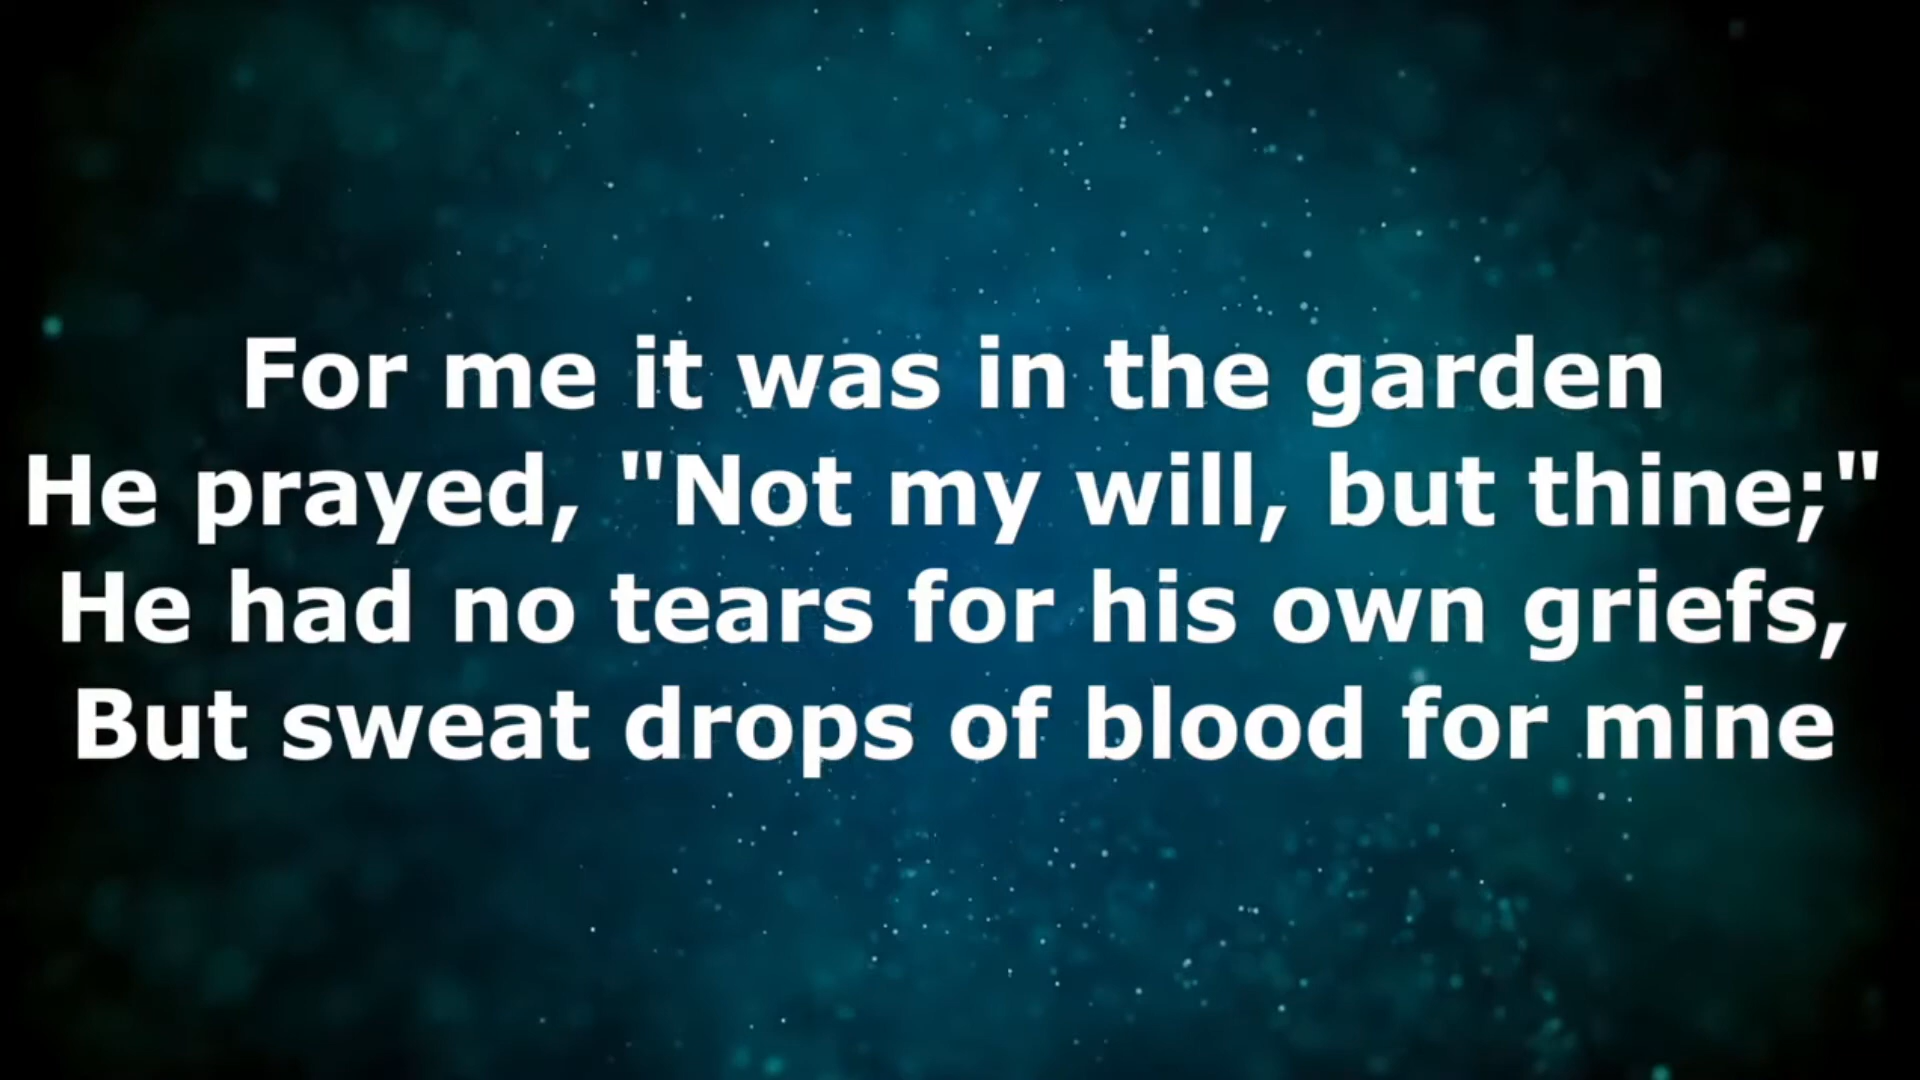 For me it was in the garden
He prayed, "Not my will, but thine;"
He had no tears for his own griefs,
But sweat drops of blood for mine